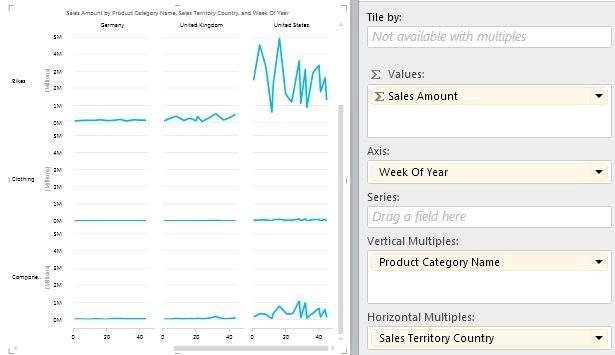 Sales Amount by Product Category Name, Sales Territory Country, and Week Of Year
Germany United Kingdom United States
Bikes
(Millions)
5M
4M
3M
2M
1M
0M
Clothing
(Millions)
5M
4M
3M
2M
1M
0M
Compone...
(Millions)
5M
4M
3M
2M
1M
0M
0 20 40 0 20 40 0 20 40
Tile by:
Not available with multiples
Σ Values:
Σ Sales Amount
Axis:
Week Of Year
Series:
Drag a field here
Vertical Multiples:
Product Category Name
Horizontal Multiples:
Sales Territory Country